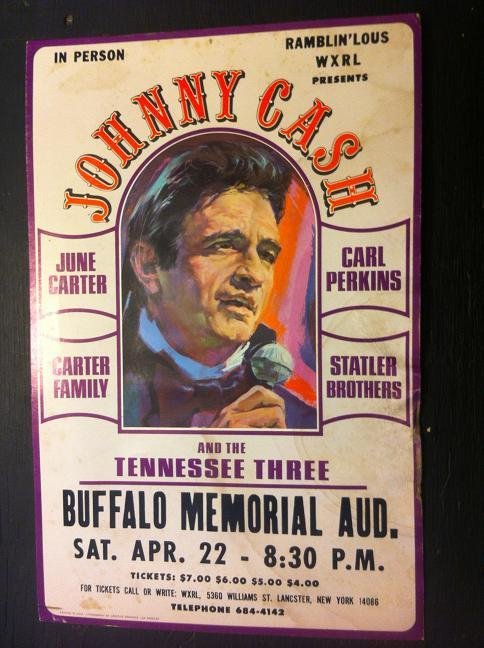 IN PERSON
RAMBLIN'LOUS
WXRL
PRESENTS
JOHNNY CASH
JUNE
CARTER
CARL
PERKINS
CARTER
FAMILY
STATLER
BROTHERS
AND THE
TENNESSEE THREE
BUFFALO MEMORIAL AUD.
SAT. APR. 22 - 8:30 P.M.
TICKETS: $7.00 $6.00 $5.00 $4.00
FOR TICKETS CALL OR WRITE: WXRL, 5360 WILLIAMS ST. LANCSTER, NEW YORK 14086
TELEPHONE 684-4142